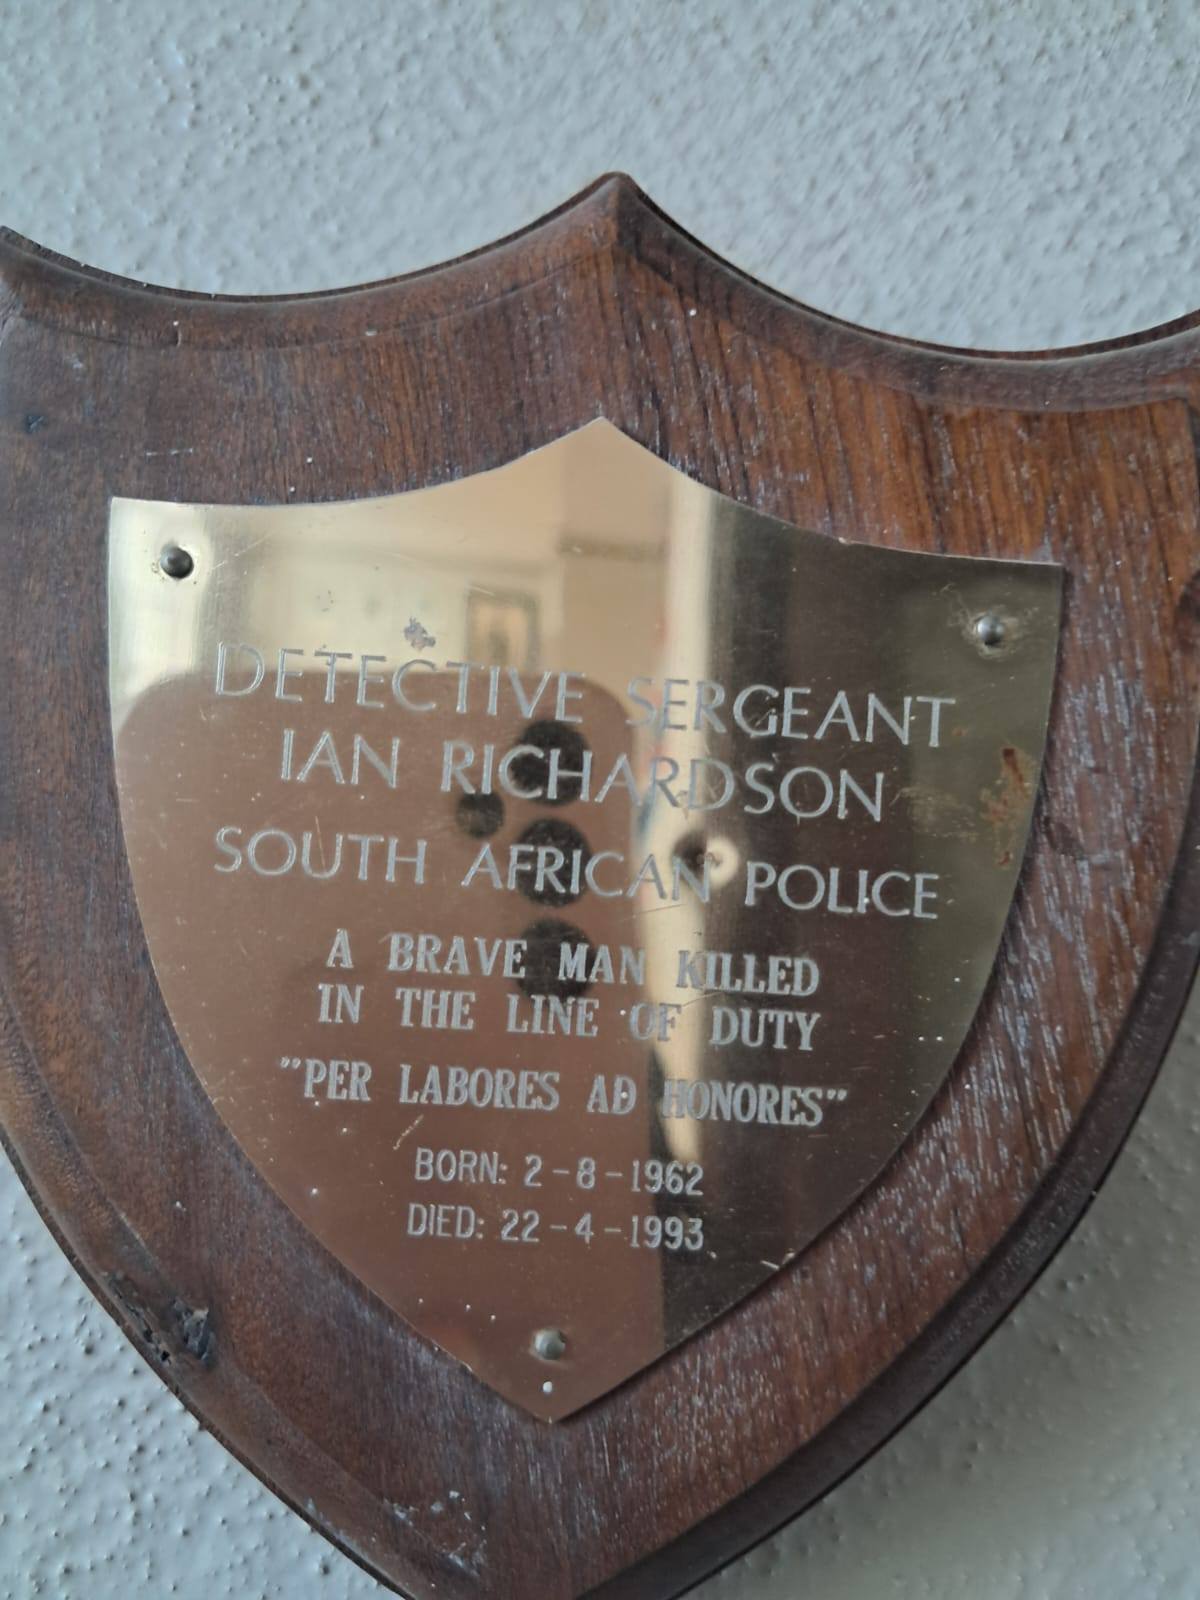 DETECTIVE SERGEANT
IAN RICHARDSON
SOUTH AFRICAN POLICE
A BRAVE MAN KILLED
IN THE LINE OF DUTY
"PER LABORES AD HONORES"
BORN: 2-8-1962
DIED: 22-4-1993